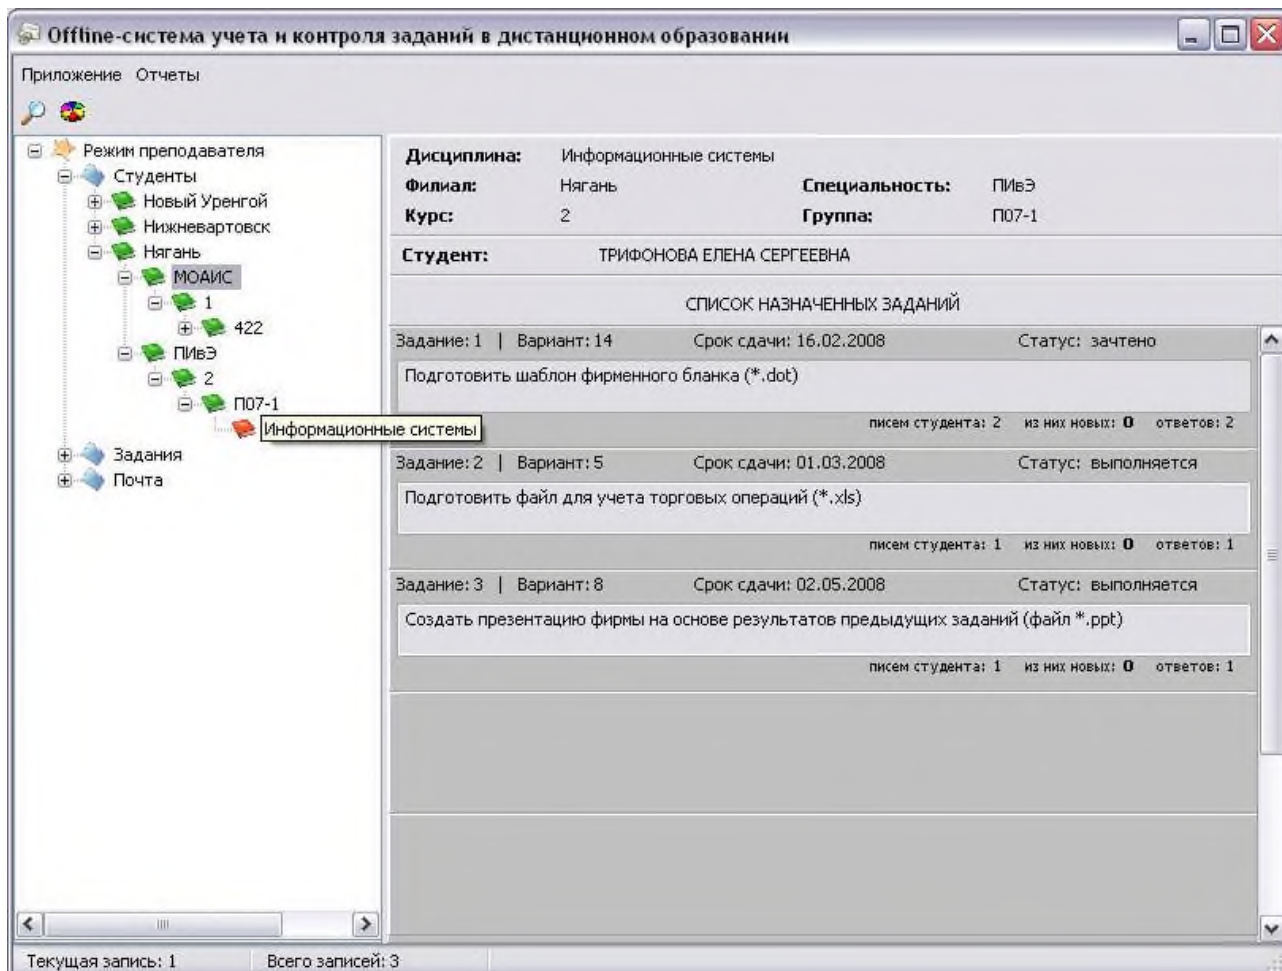 Offline-система учета и контроля заданий в дистанционном образовании
Приложение Отчеты
Режим преподавателя
Студенты
Новый Уренгой
Нижневартовск
Нягань
МОАИС
1
422
ПИвЭ
2
П07-1
Информационные системы
Задания
Почта
Дисциплина: Информационные системы
Филиал: Нягань Специальность: ПИвЭ
Курс: 2 Группа: П07-1
Студент: ТРИФОНОВА ЕЛЕНА СЕРГЕЕВНА
СПИСОК НАЗНАЧЕННЫХ ЗАДАНИЙ
Задание: 1 | Вариант: 14 Срок сдачи: 16.02.2008 Статус: зачтено
Подготовить шаблон фирменного бланка (*.dot)
писем студента: 2 из них новых: 0 ответов: 2
Задание: 2 | Вариант: 5 Срок сдачи: 01.03.2008 Статус: выполняется
Подготовить файл для учета торговых операций (*.xls)
писем студента: 1 из них новых: 0 ответов: 1
Задание: 3 | Вариант: 8 Срок сдачи: 02.05.2008 Статус: выполняется
Создать презентацию фирмы на основе результатов предыдущих заданий (файл *.ppt)
писем студента: 1 из них новых: 0 ответов: 1
Текущая запись: 1 Всего записей: 3